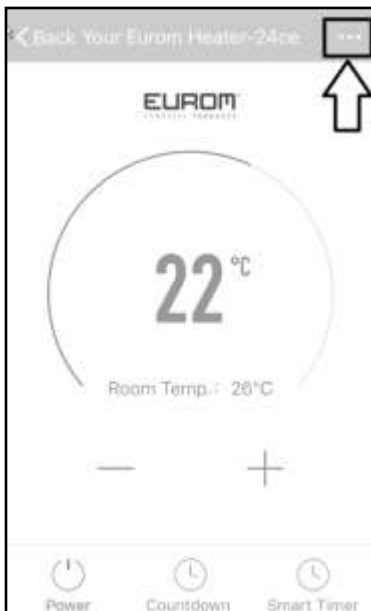 Back Your Eurom Heater-24ce ...
EUROM
22 °C
Room Temp.: 26°C
— +
Power Countdown Smart Timer